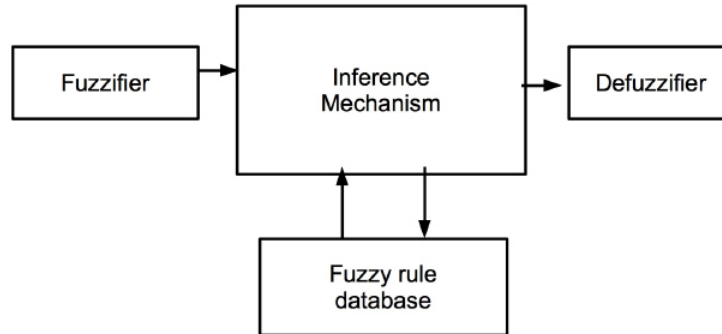 Fuzzifier
Inference
Mechanism
Defuzzifier
Fuzzy rule
database